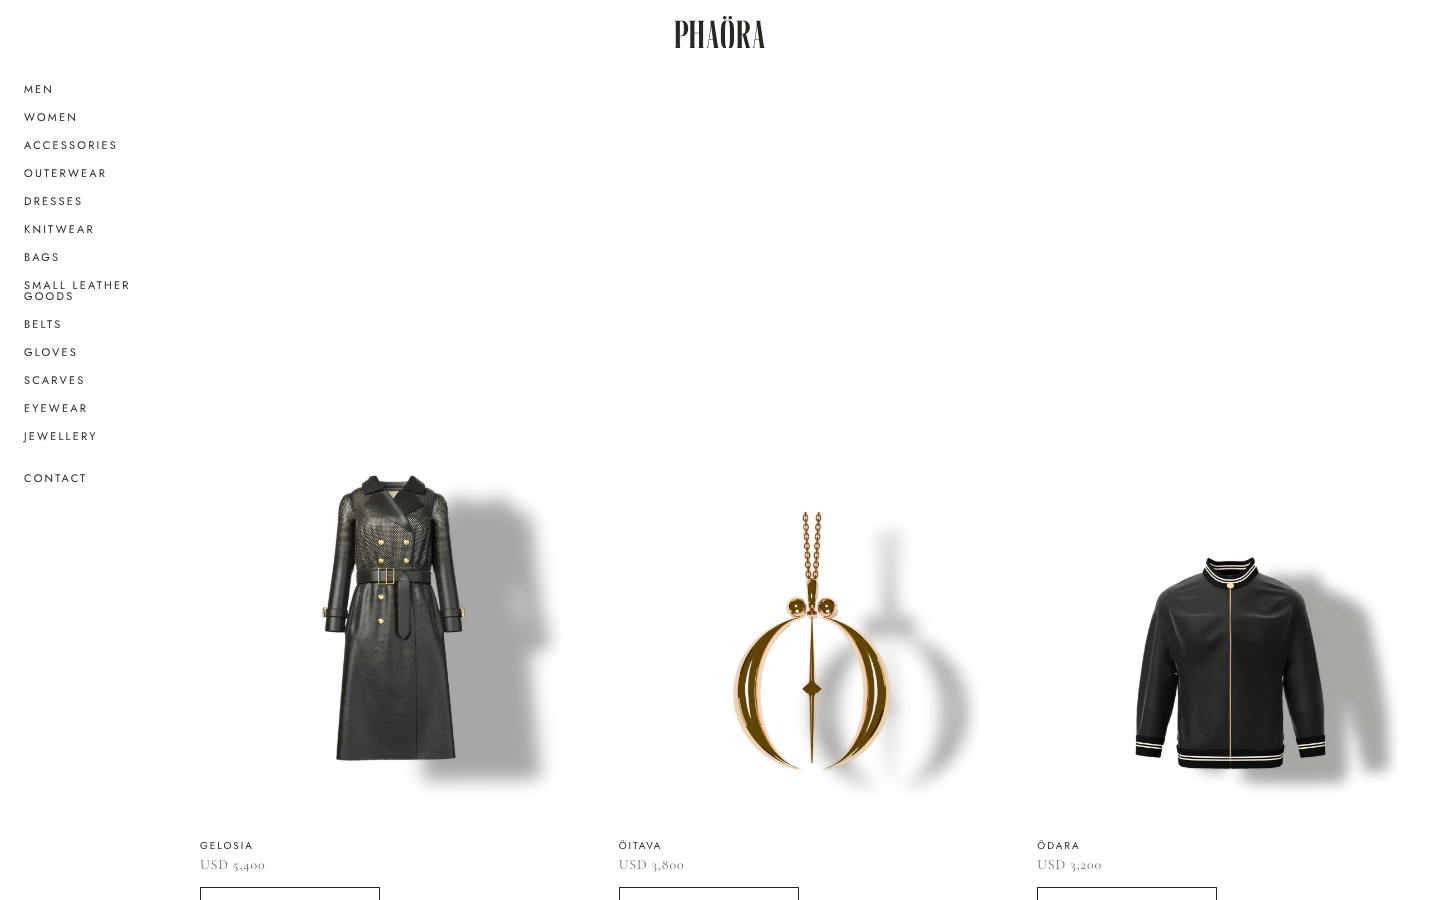 PHAÖRA
MEN
WOMEN
ACCESSORIES
OUTERWEAR
DRESSES
KNITWEAR
BAGS
SMALL LEATHER
GOODS
BELTS
GLOVES
SCARVES
EYEWEAR
JEWELLERY
CONTACT
GELOSIA
USD 5,400
ÖITAVA
USD 3,800
ÖDARA
USD 3,200